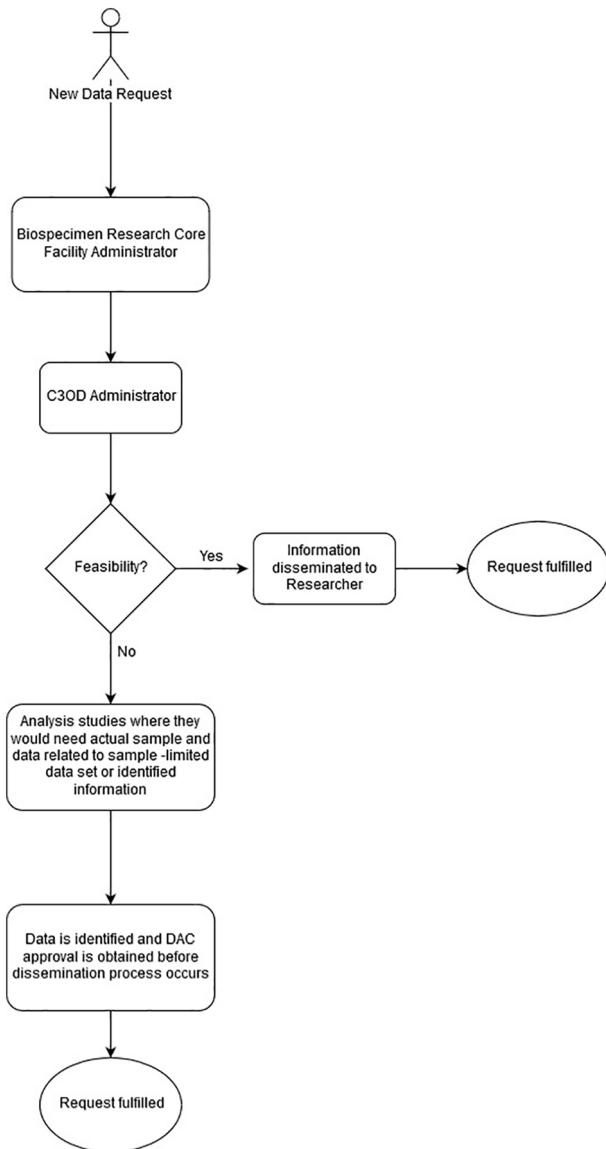 New Data Request
Biospecimen Research Core
Facility Administrator
C3OD Administrator
Feasibility?
Yes
Information
disseminated to
Researcher
Request fulfilled
No
Analysis studies where they
would need actual sample and
data related to sample -limited
data set or identified
information
Data is identified and DAC
approval is obtained before
dissemination process occurs
Request fulfilled